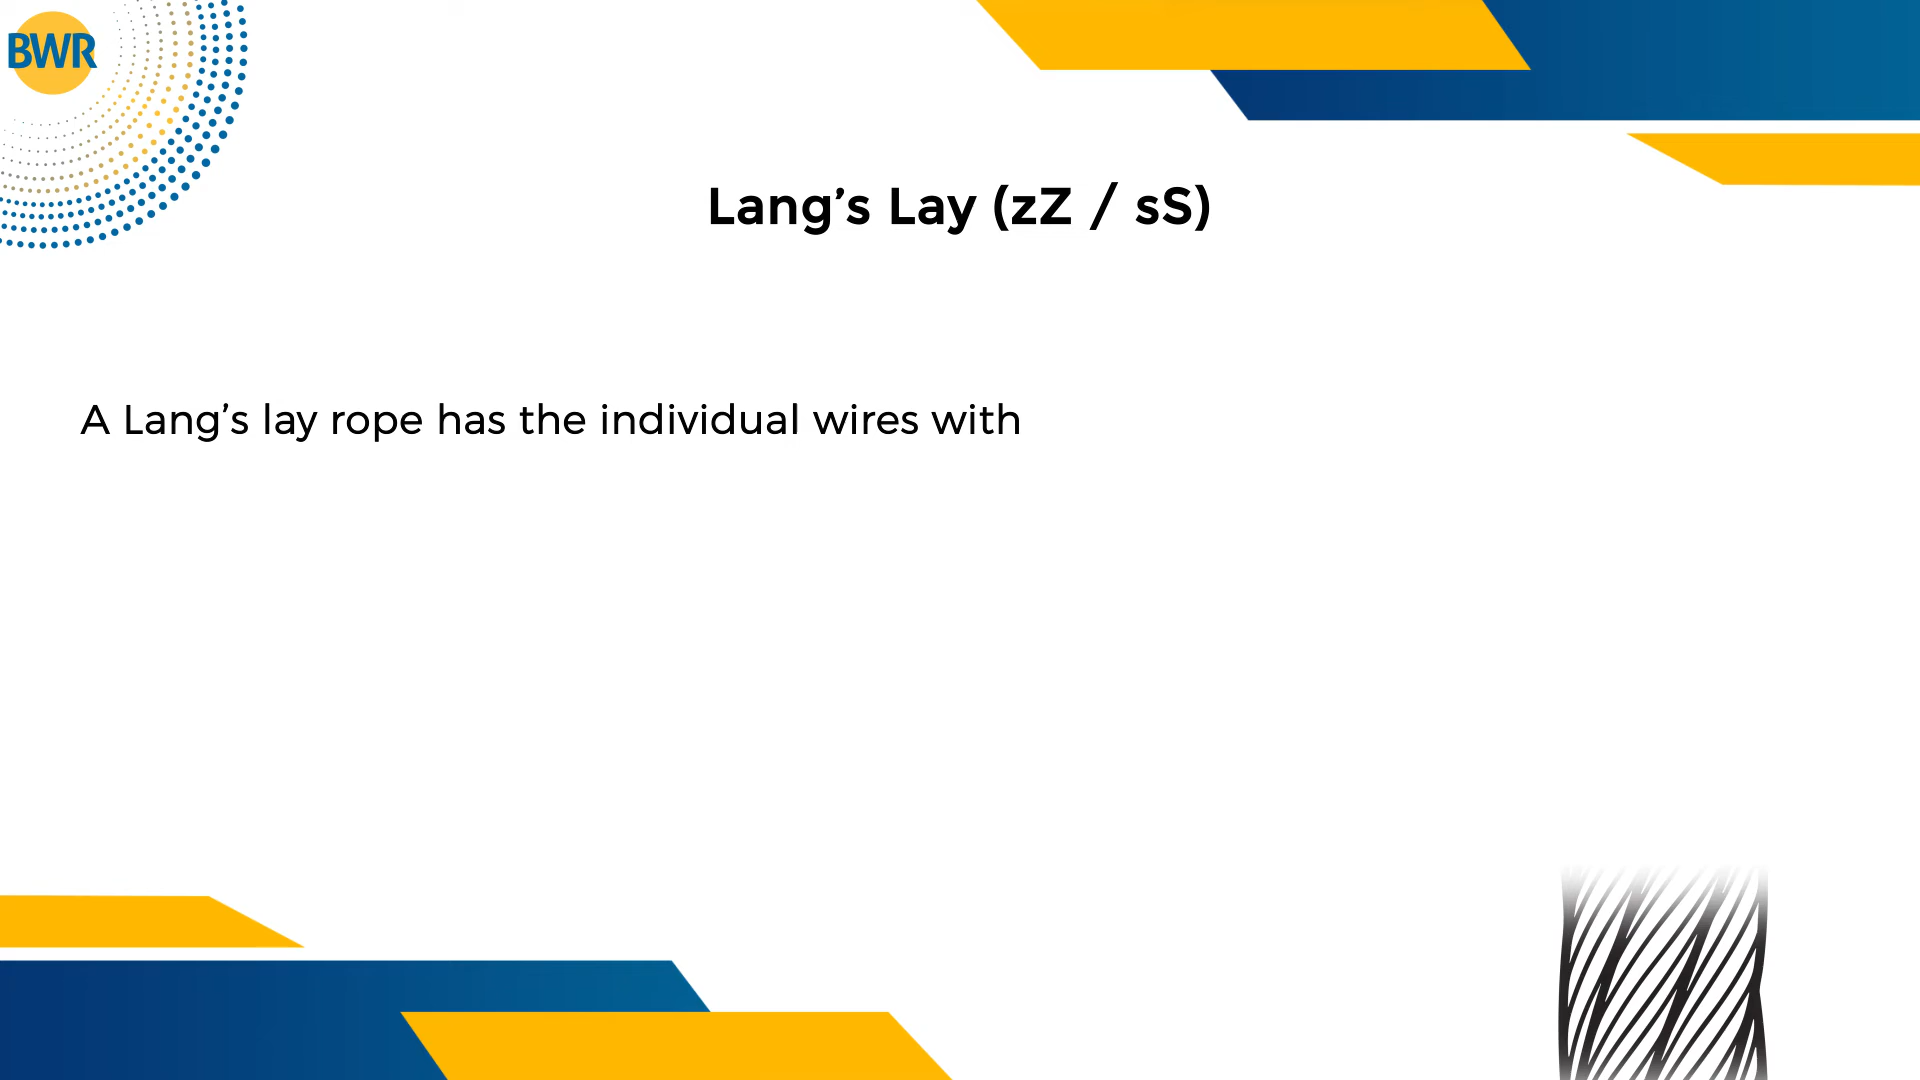 BWR
Lang’s Lay (zZ / sS)
A Lang’s lay rope has the individual wires with